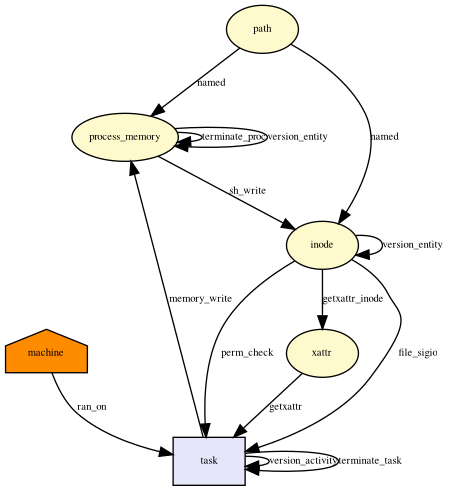 path
named
named
process_memory
terminate_proc
version_entity
sh_write
inode
version_entity
memory_write
getxattr_inode
machine
perm_check
xattr
file_sigio
ran_on
getxattr
task
version_activity
terminate_task